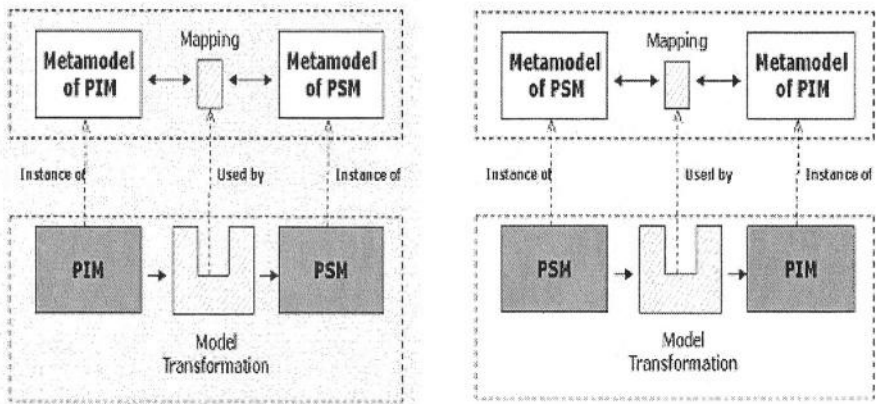 Mapping
Metamodel
of PIM
Metamodel
of PSM
Instance of
Used by
Instance of
PIM
PSM
Model
Transformation
Mapping
Metamodel
of PSM
Metamodel
of PIM
Instance of
Used by
Instance of
PSM
PIM
Model
Transformation